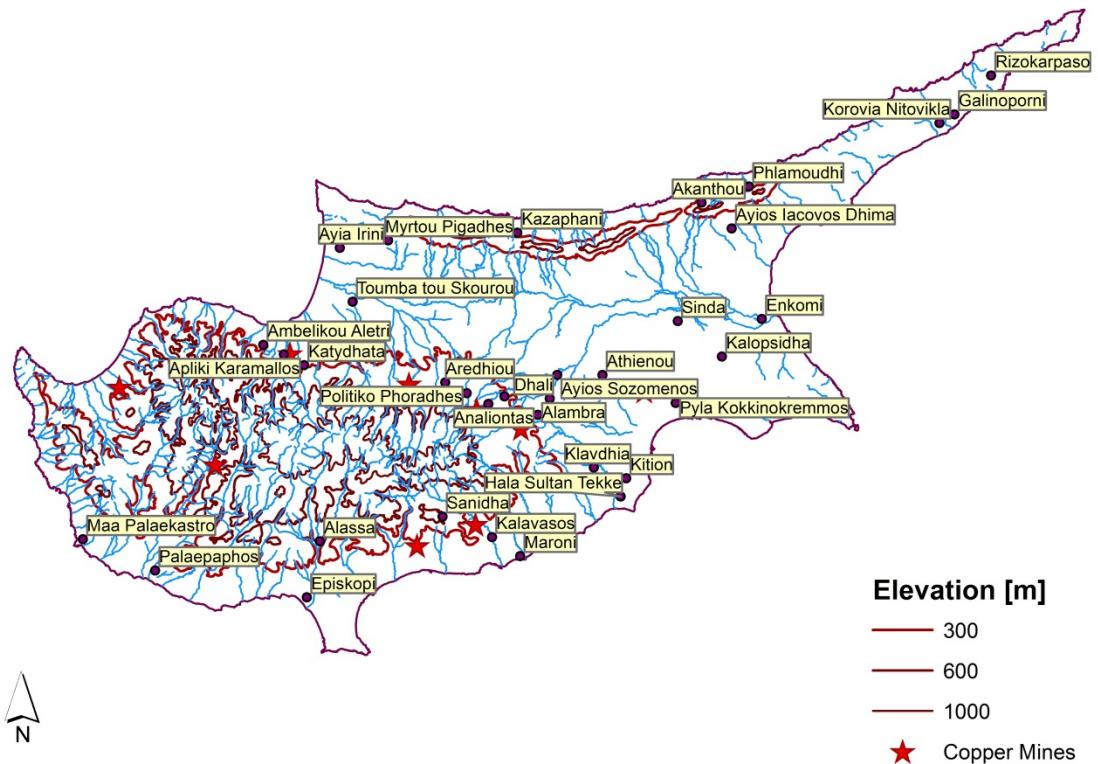 Rizokarpaso
Galinoporni
Korovia Nitovikla
Phlamoudhi
Akanthou
Ayios Iacovos Dhima
Kazaphani
Myrtou Pigadhes
Ayia Irini
Toumba tou Skourou
Sinda
Enkomi
Ambelikou Aletri
Katydhata
Kalopsidha
Apliki Karamallos
Aredhiou
Athienou
Dhali
Ayios Sozomenos
Politiko Phoradhes
Pyla Kokkinokremmos
Analiontas
Alambra
Klavdhia
Kition
Hala Sultan Tekke
Sanidha
Kalavasos
Maa Palaekastro
Alassa
Maroni
Palaepaphos
Episkopi
Elevation [m]
300
600
1000
Copper Mines
N